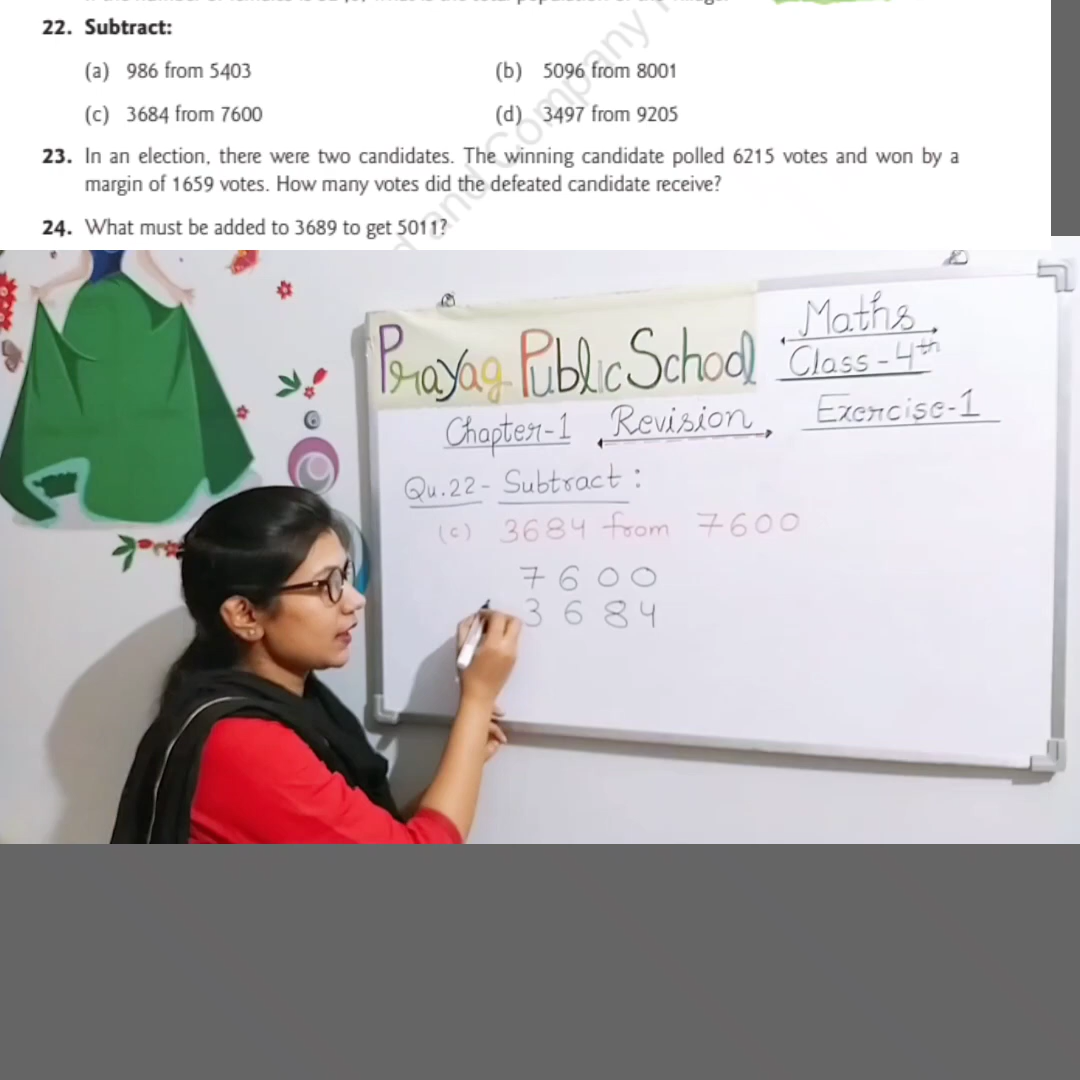 22. Subtract:
(a) 986 from 5403 (b) 5096 from 8001
(c) 3684 from 7600 (d) 3497 from 9205
23. In an election, there were two candidates. The winning candidate polled 6215 votes and won by a
margin of 1659 votes. How many votes did the defeated candidate receive?
24. What must be added to 3689 to get 5011?
and Company
Prayag Public School
Maths
Class-4th
Chapter-1 Revision Exercise-1
Qu.22- Subtract:
(c) 3684 from 7600
7600
3684